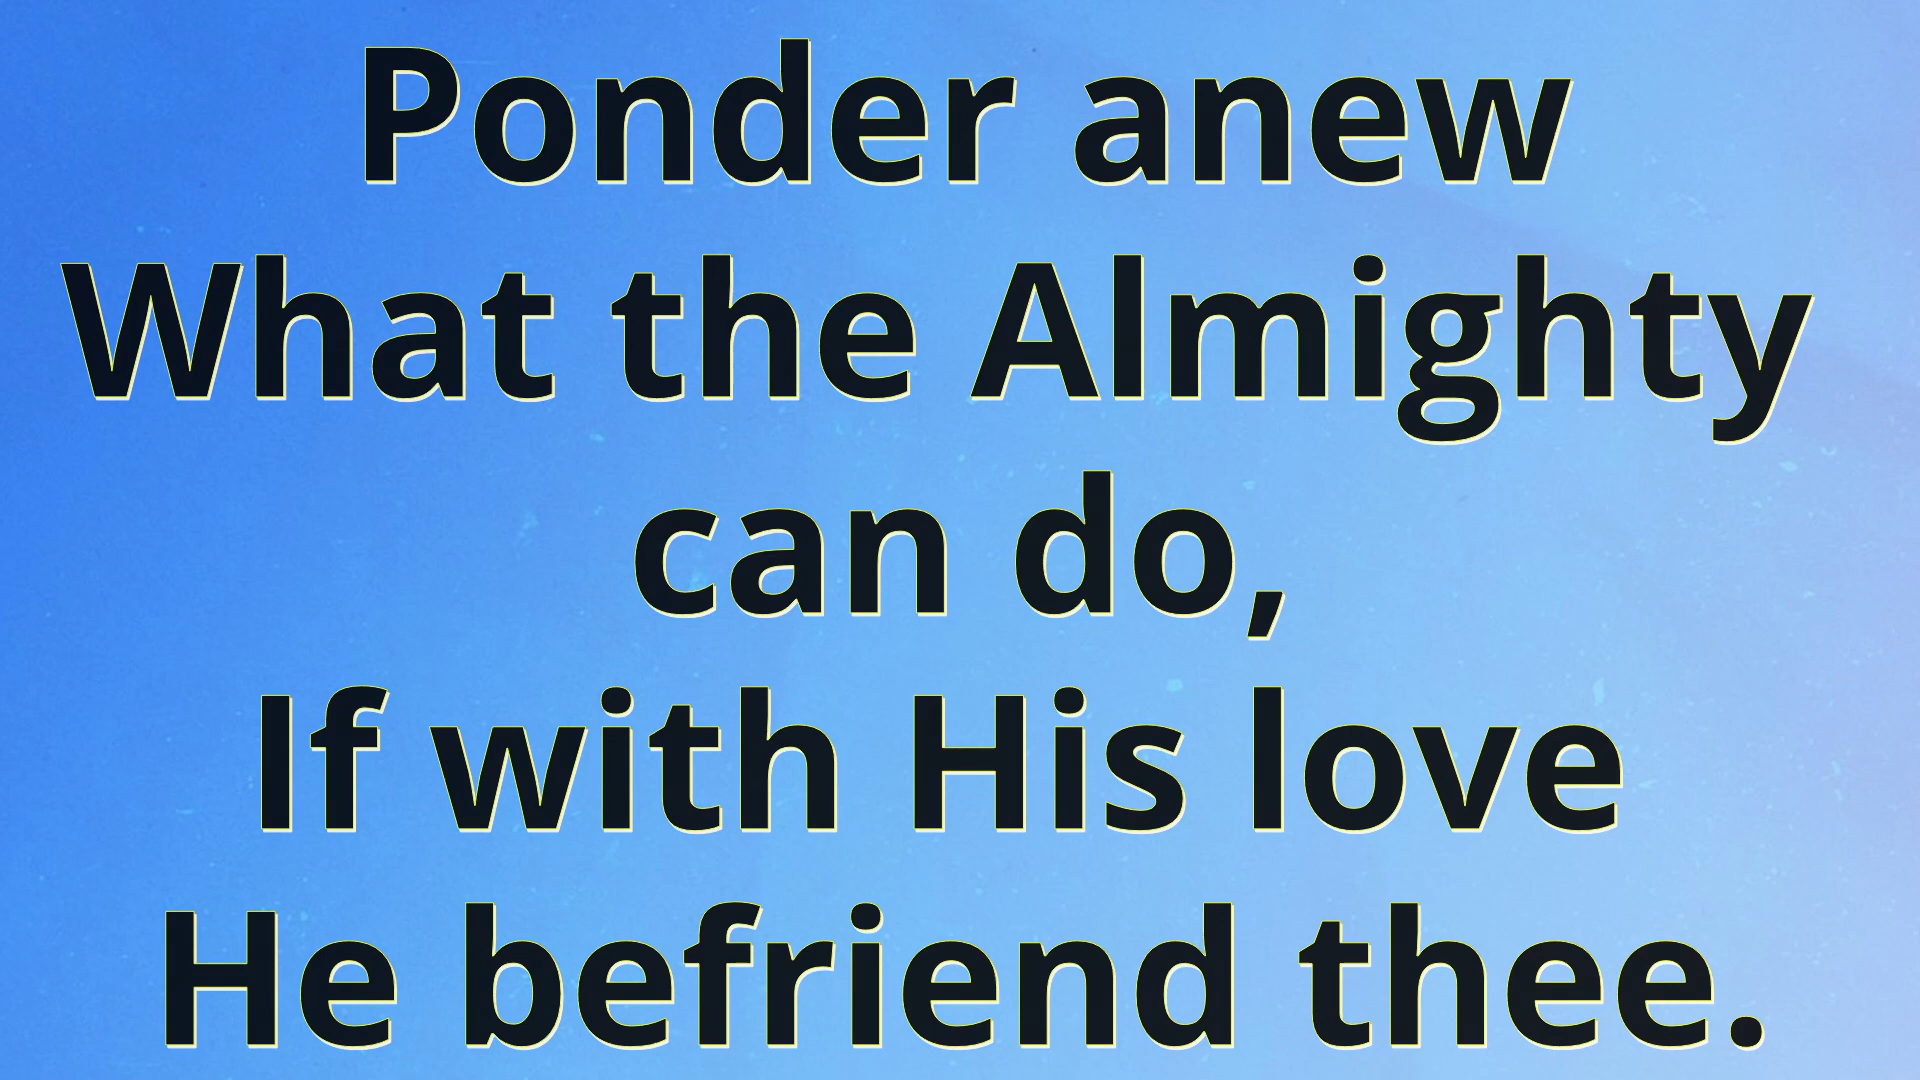 Ponder anew
What the Almighty
can do,
If with His love
He befriend thee.